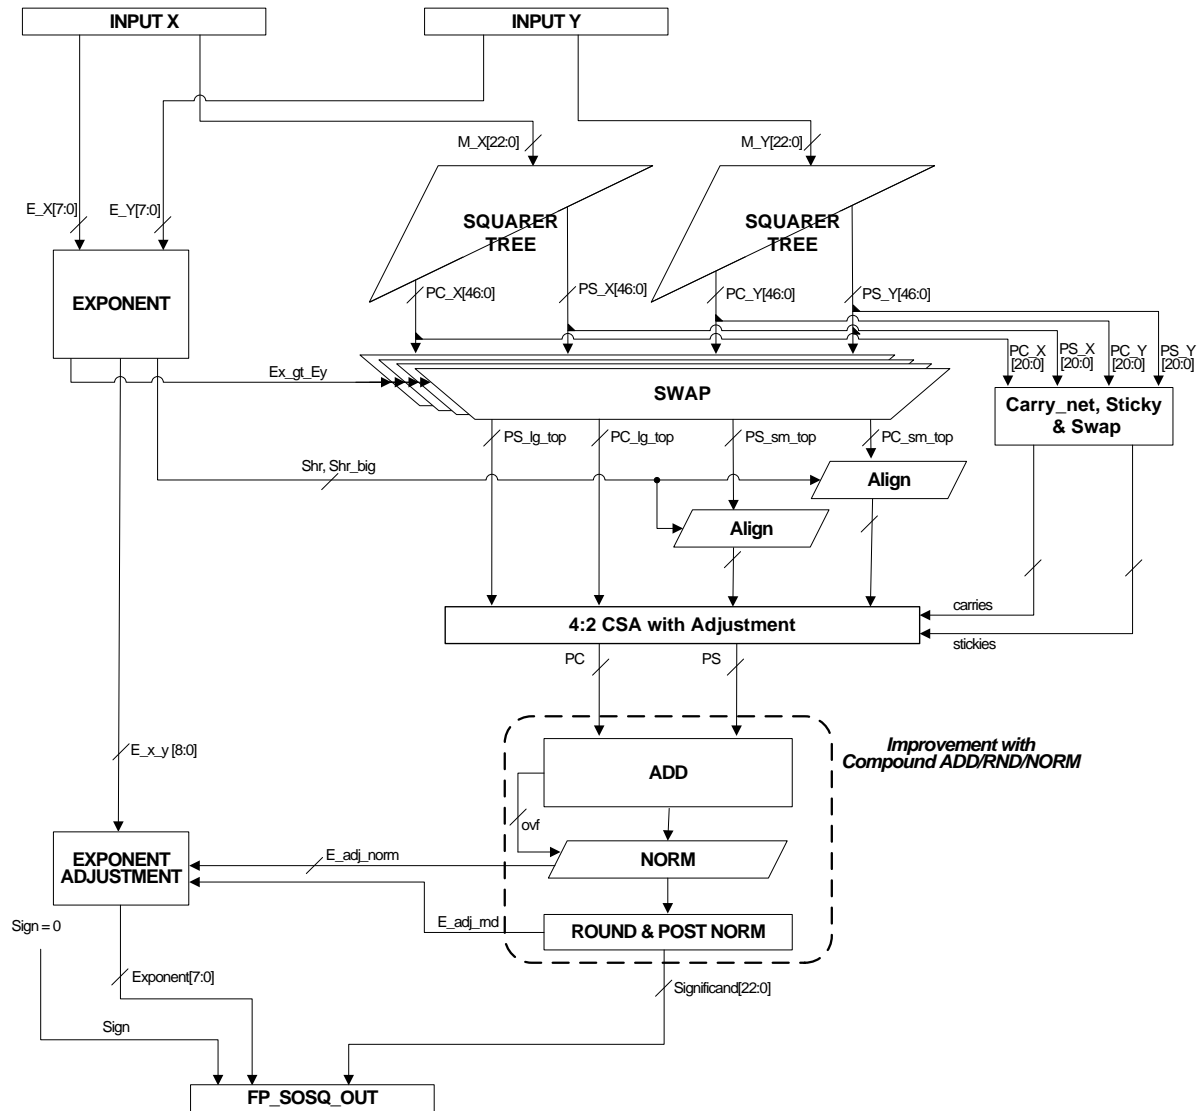 INPUT X
INPUT Y
M_X[22:0]
M_Y[22:0]
E_X[7:0]
E_Y[7:0]
SQUARER
TREE
SQUARER
TREE
EXPONENT
PC_X[46:0]
PS_X[46:0]
PC_Y[46:0]
PS_Y[46:0]
PC_X
[20:0]
PS_X
[20:0]
PC_Y
[20:0]
PS_Y
[20:0]
Ex_gt_Ey
SWAP
Carry_net, Sticky
& Swap
PS_lg_top
PC_lg_top
PS_sm_top
PC_sm_top
Shr, Shr_big
Align
Align
carries
4:2 CSA with Adjustment
stickies
PC
PS
Improvement with
Compound ADD/RND/NORM
E_x_y [8:0]
ADD
ovf
NORM
E_adj_norm
EXPONENT
ADJUSTMENT
E_adj_rnd
ROUND & POST NORM
Sign = 0
Exponent[7:0]
Significand[22:0]
Sign
FP_SOSQ_OUT